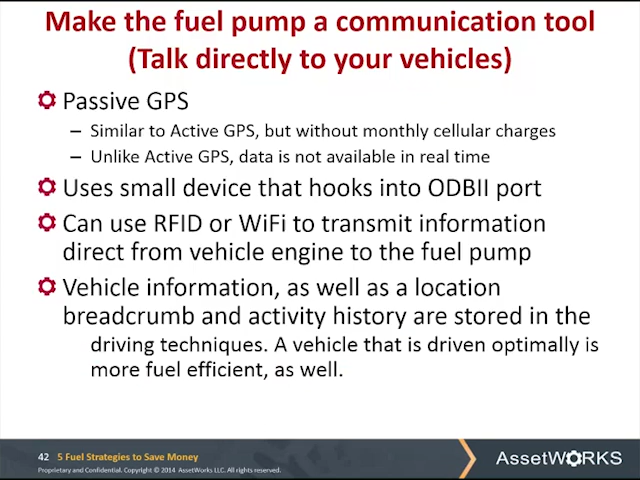 Make the fuel pump a communication tool
(Talk directly to your vehicles)
Passive GPS
– Similar to Active GPS, but without monthly cellular charges
– Unlike Active GPS, data is not available in real time
Uses small device that hooks into ODBII port
Can use RFID or WiFi to transmit information
direct from vehicle engine to the fuel pump
Vehicle information, as well as a location
breadcrumb and activity history are stored in the
driving techniques. A vehicle that is driven optimally is
more fuel efficient, as well.
42 5 Fuel Strategies to Save Money
Proprietary and Confidential. Copyright © 2014 AssetWorks LLC. All rights reserved.
AssetWORKS